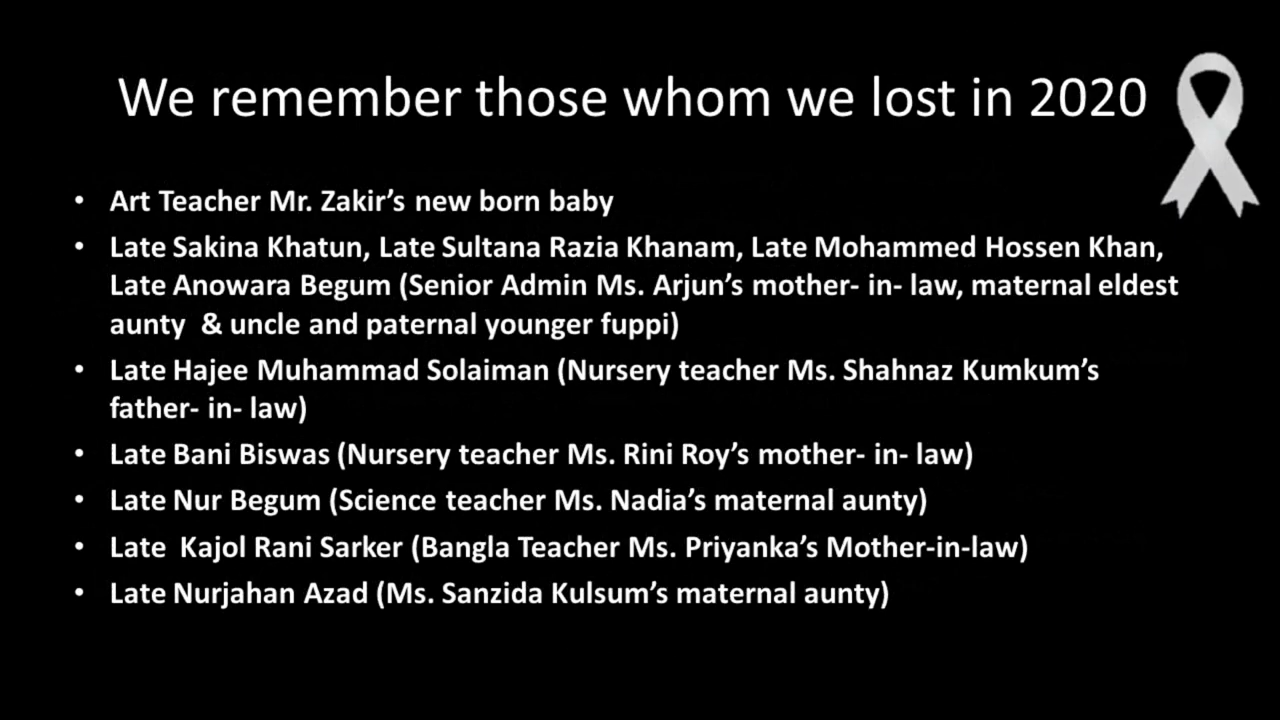 We remember those whom we lost in 2020
• Art Teacher Mr. Zakir’s new born baby
• Late Sakina Khatun, Late Sultana Razia Khanam, Late Mohammed Hossen Khan,
Late Anowara Begum (Senior Admin Ms. Arjun’s mother- in- law, maternal eldest
aunty  & uncle and paternal younger fuppi)
• Late Hajee Muhammad Solaiman (Nursery teacher Ms. Shahnaz Kumkum’s
father- in- law)
• Late Bani Biswas (Nursery teacher Ms. Rini Roy’s mother- in- law)
• Late Nur Begum (Science teacher Ms. Nadia’s maternal aunty)
• Late  Kajol Rani Sarker (Bangla Teacher Ms. Priyanka’s Mother-in-law)
• Late Nurjahan Azad (Ms. Sanzida Kulsum’s maternal aunty)